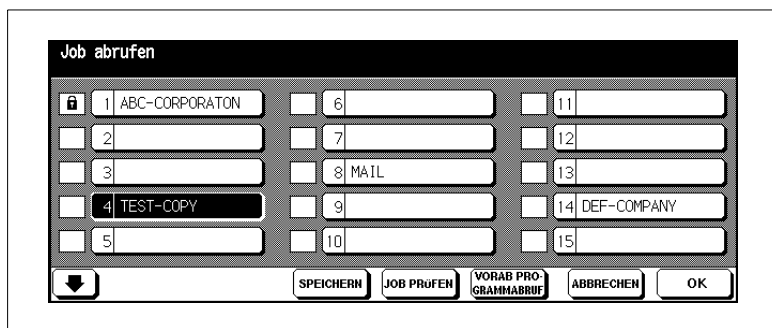 Job abrufen
1 ABC-CORPORATON
6
11
2
7
12
3
8 MAIL
13
4 TEST-COPY
9
14 DEF-COMPANY
5
10
15
SPEICHERN
JOB PRÜFEN
VORAB PRO-
GRAMMABRUF
ABBRECHEN
OK